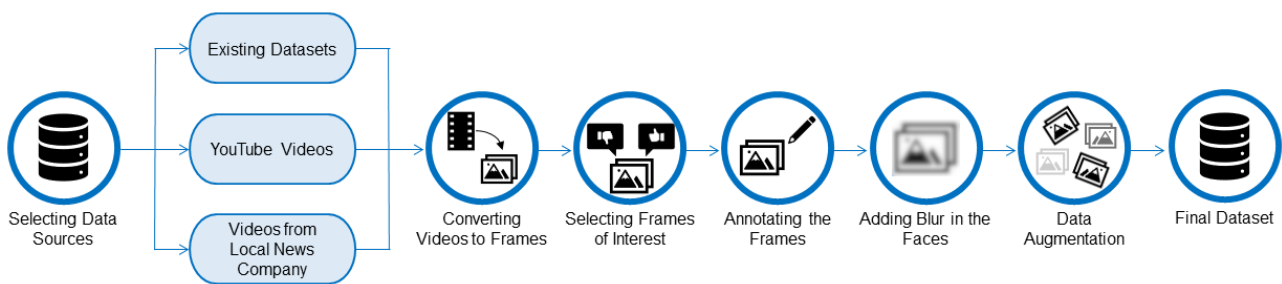 Selecting Data
Sources
Existing Datasets
YouTube Videos
Videos from
Local News
Company
Converting
Videos to Frames
Selecting Frames
of Interest
Annotating the
Frames
Adding Blur in the
Faces
Data
Augmentation
Final Dataset